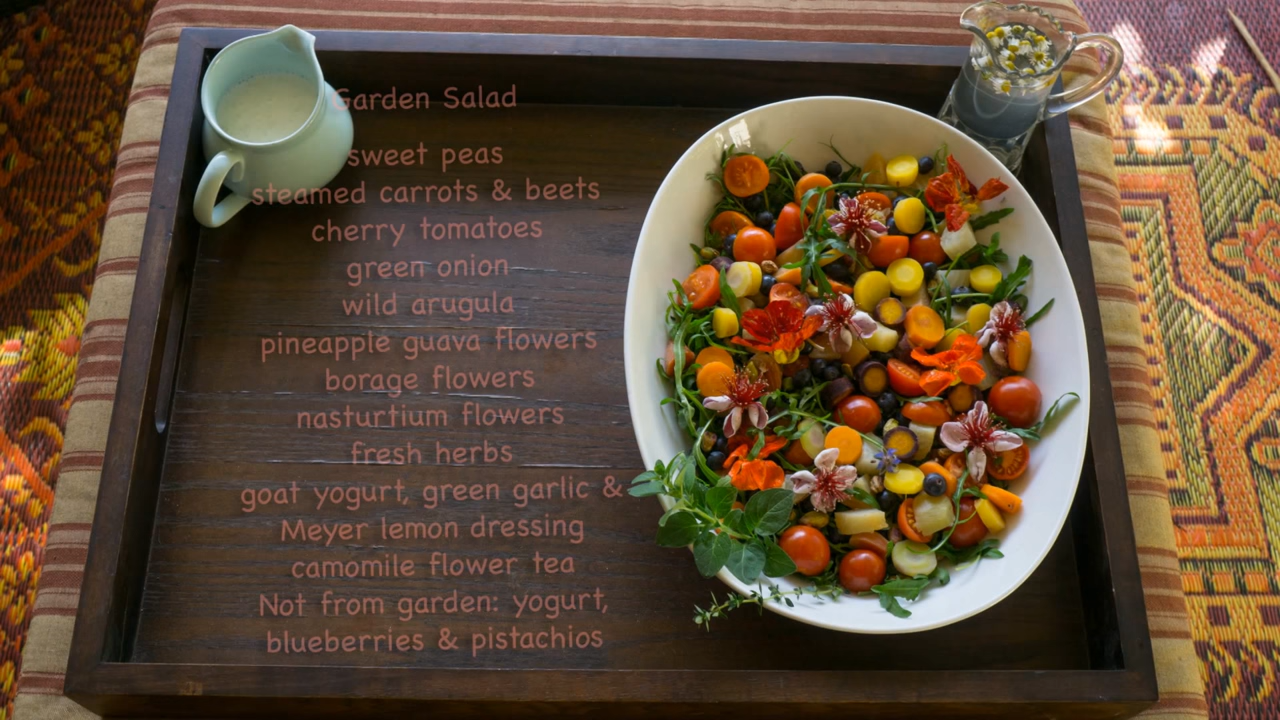 Garden Salad
sweet peas
steamed carrots & beets
cherry tomatoes
green onion
wild arugula
pineapple guava flowers
borage flowers
nasturtium flowers
fresh herbs
goat yogurt, green garlic &
Meyer lemon dressing
camomile flower tea
Not from garden: yogurt,
blueberries & pistachios